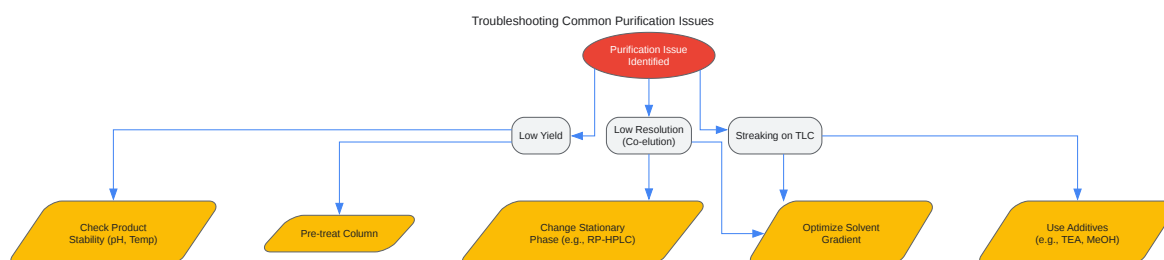 Troubleshooting Common Purification Issues
Purification Issue
Identified
Low Yield
Low Resolution
(Co-elution)
Streaking on TLC
Check Product
Stability (pH, Temp)
Pre-treat Column
Change Stationary
Phase (e.g., RP-HPLC)
Optimize Solvent
Gradient
Use Additives
(e.g., TEA, MeOH)